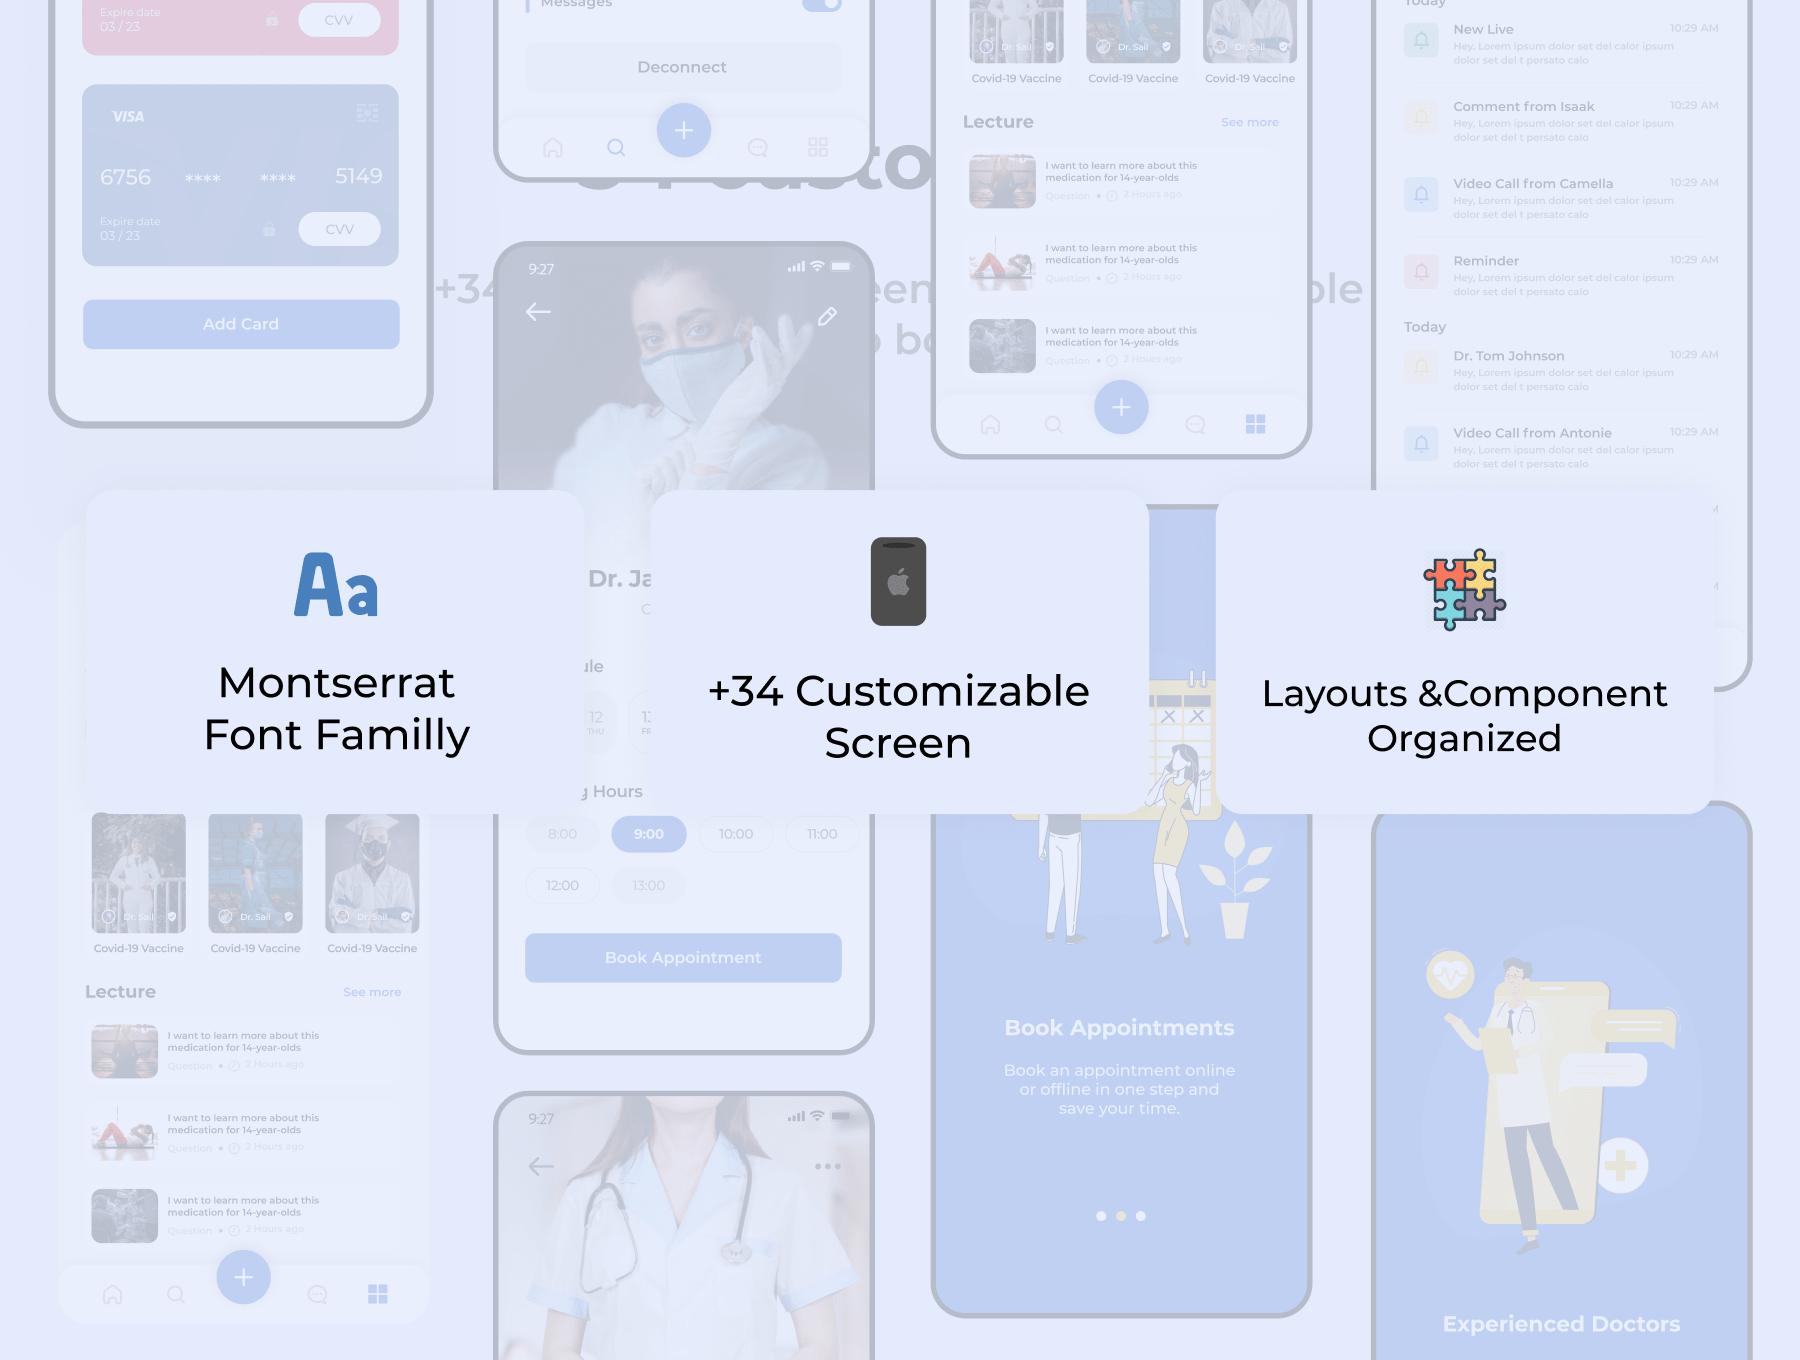 Expire date
03 / 23
CVV
VISA
6756 **** **** 5149
Expire date
03 / 23
CVV
Add Card
Messages
Deconnect
+34
9:27
Dr. Ja
12
THU
Hours
8:00
9:00
10:00
11:00
12:00
13:00
Book Appointment
9:27
Dr. Sail
Dr. Sail
Dr. Sail
Covid-19 Vaccine
Covid-19 Vaccine
Covid-19 Vaccine
Lecture
See more
I want to learn more about this
medication for 14-year-olds
Question • 2 Hours ago
I want to learn more about this
medication for 14-year-olds
Question • 2 Hours ago
I want to learn more about this
medication for 14-year-olds
Question • 2 Hours ago
Today
New Live
10:29 AM
Hey, Lorem ipsum dolor set del calor ipsum
dolor set del t persato calo
Comment from Isaak
10:29 AM
Hey, Lorem ipsum dolor set del calor ipsum
dolor set del t persato calo
Video Call from Camella
10:29 AM
Hey, Lorem ipsum dolor set del calor ipsum
dolor set del t persato calo
Reminder
10:29 AM
Hey, Lorem ipsum dolor set del calor ipsum
dolor set del t persato calo
Today
Dr. Tom Johnson
10:29 AM
Hey, Lorem ipsum dolor set del calor ipsum
dolor set del t persato calo
Video Call from Antonie
10:29 AM
Hey, Lorem ipsum dolor set del calor ipsum
dolor set del t persato calo
Aa
Montserrat
Font Familly
+34 Customizable
Screen
Layouts &Component
Organized
Dr. Sail
Dr. Sail
Dr. Sail
Covid-19 Vaccine
Covid-19 Vaccine
Covid-19 Vaccine
Lecture
See more
I want to learn more about this
medication for 14-year-olds
Question • 2 Hours ago
I want to learn more about this
medication for 14-year-olds
Question • 2 Hours ago
I want to learn more about this
medication for 14-year-olds
Question • 2 Hours ago
Book Appointments
Book an appointment online
or offline in one step and
save your time.
Experienced Doctors